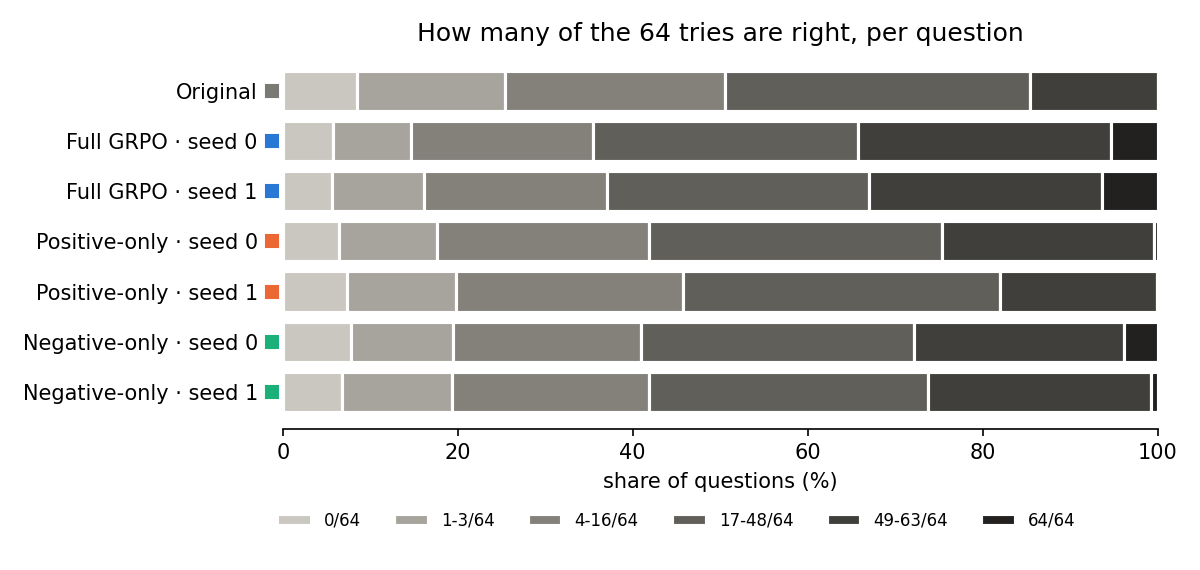 How many of the 64 tries are right, per question
Original
Full GRPO · seed 0
Full GRPO · seed 1
Positive-only · seed 0
Positive-only · seed 1
Negative-only · seed 0
Negative-only · seed 1
0 20 40 60 80 100
share of questions (%)
0/64 1-3/64 4-16/64 17-48/64 49-63/64 64/64